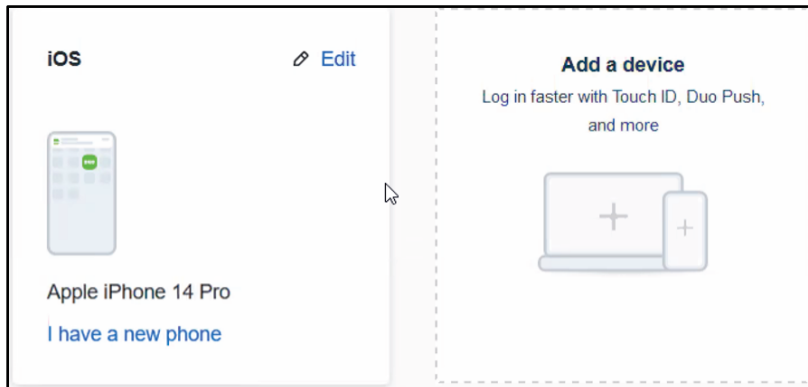 iOS
Edit
Apple iPhone 14 Pro
I have a new phone
Add a device
Log in faster with Touch ID, Duo Push,
and more